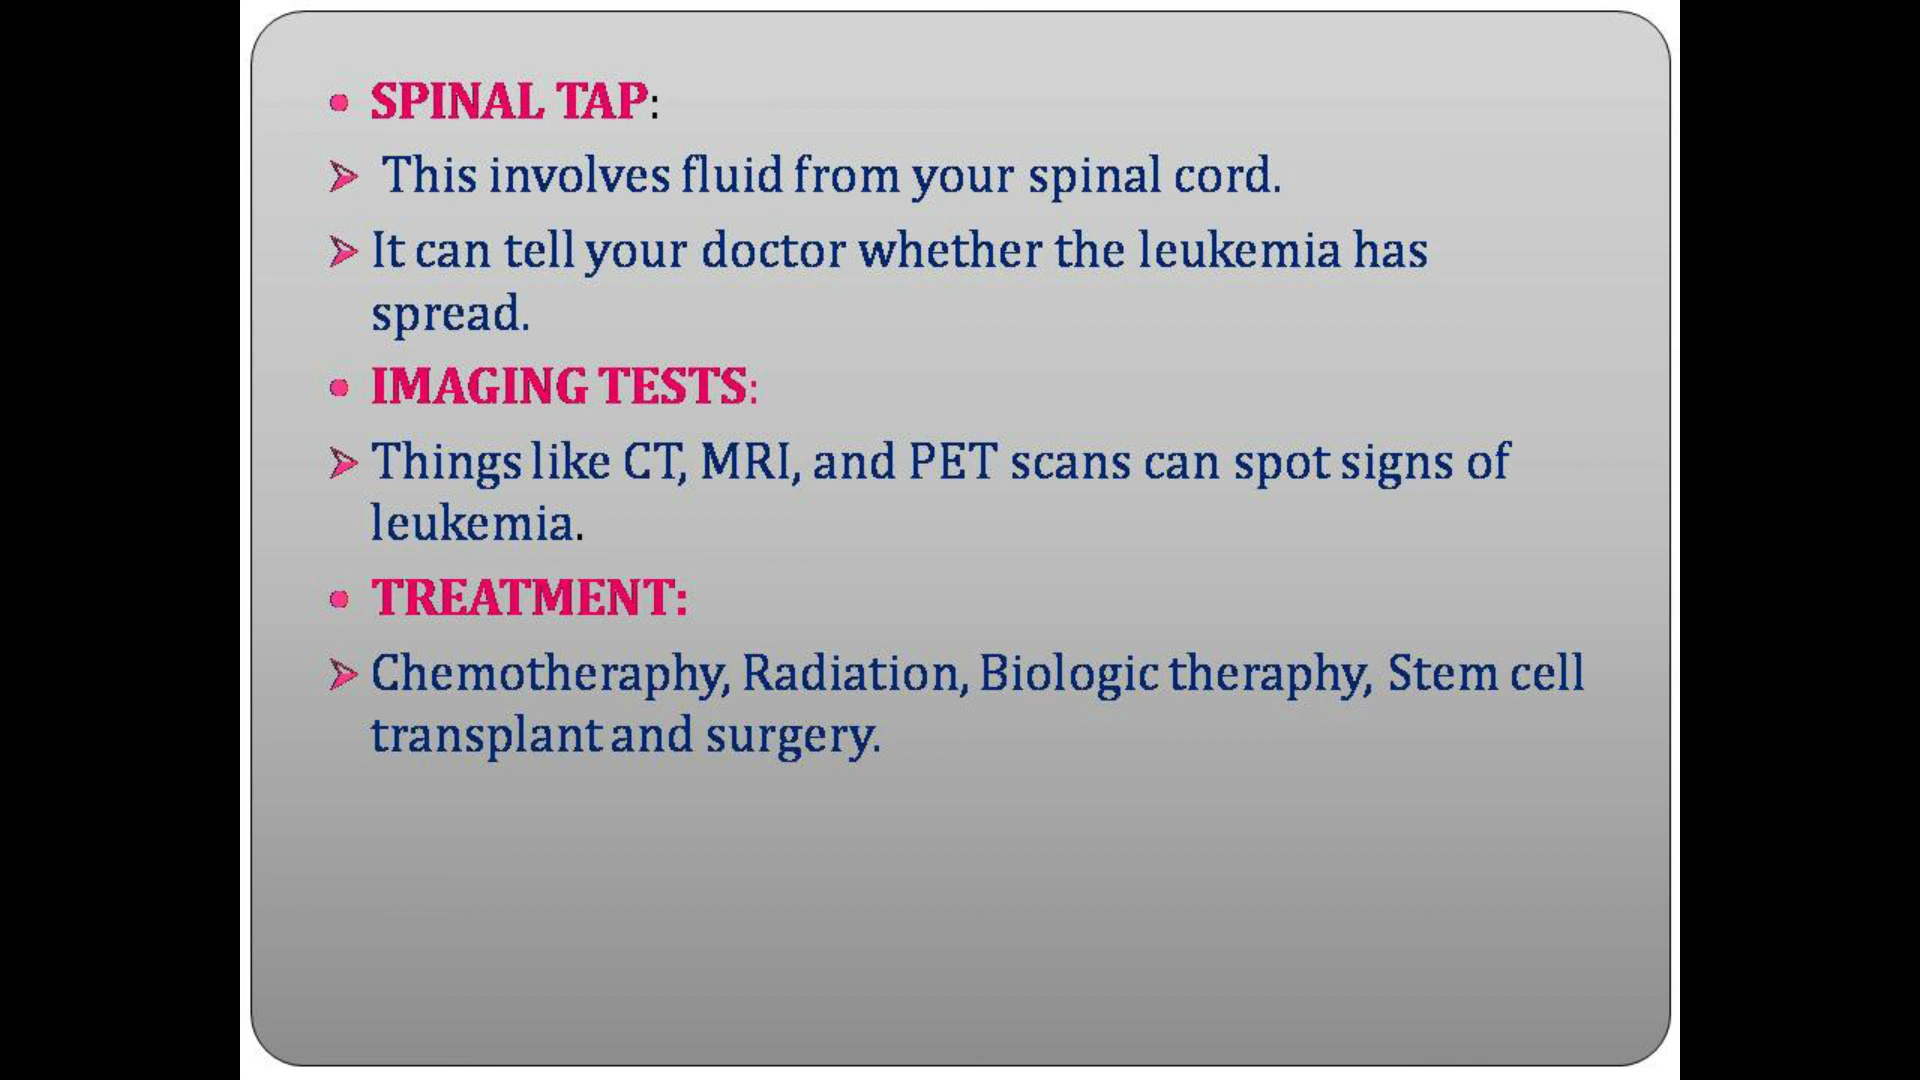 • SPINAL TAP:
➢ This involves fluid from your spinal cord.
➢ It can tell your doctor whether the leukemia has
spread.
• IMAGING TESTS:
➢ Things like CT, MRI, and PET scans can spot signs of
leukemia.
• TREATMENT:
➢ Chemotheraphy, Radiation, Biologic theraphy, Stem cell
transplant and surgery.